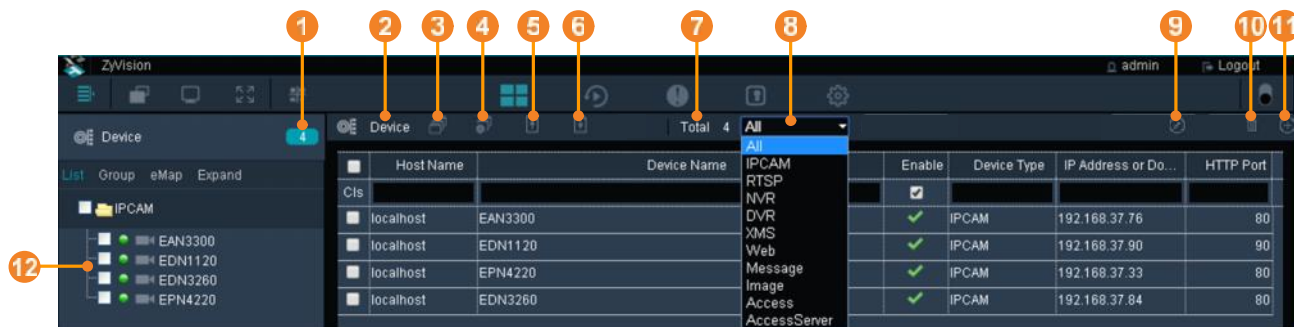 1 2 3 4 5 6 7 8 9 10 11
ZyVision admin Logout
Device 4 Device Total 4 All
List Group eMap Expand
IPCAM
EAN3300
EDN1120
EDN3260
EPN4220
12
Host Name Device Name Enable Device Type IP Address or Do... HTTP Port
Cls
localhost EAN3300 IPCAM 192.168.37.76 80
localhost EDN1120 IPCAM 192.168.37.90 90
localhost EPN4220 IPCAM 192.168.37.33 80
localhost EDN3260 IPCAM 192.168.37.84 80
All
IPCAM
RTSP
NVR
DVR
XMS
Web
Message
Image
Access
AccessServer